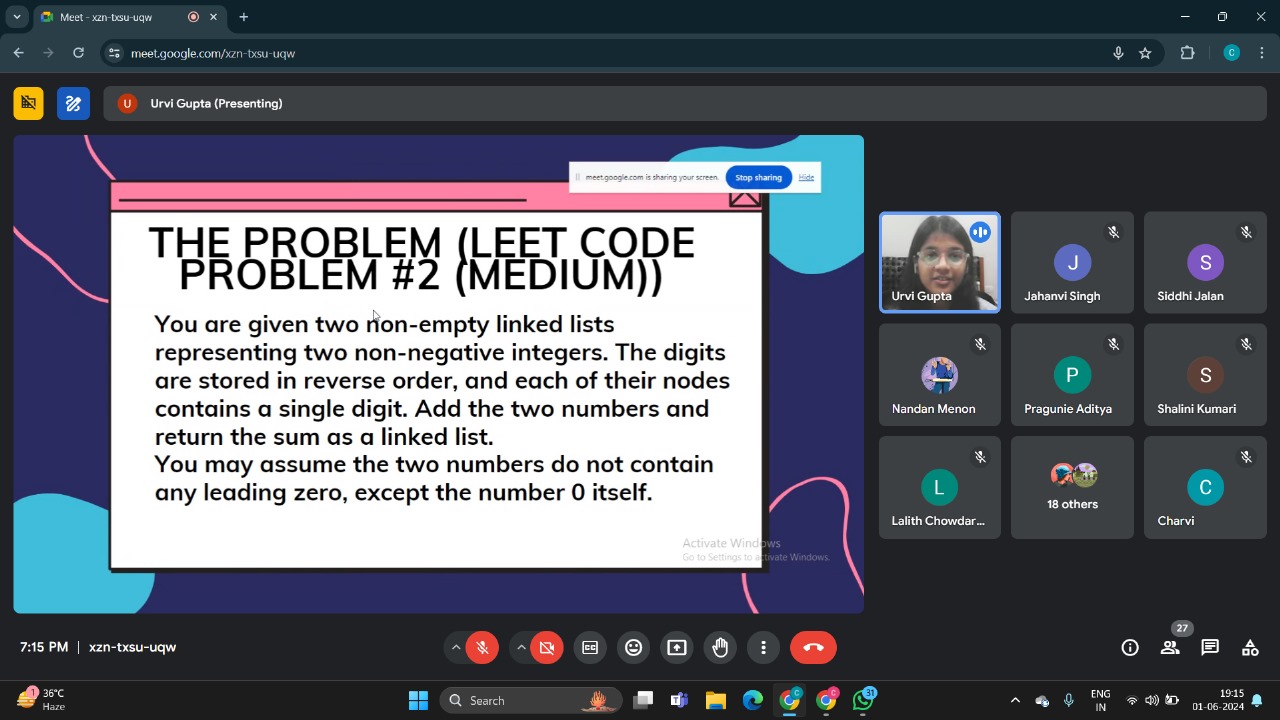 Meet - xzn-txsu-uqw
meet.google.com/xzn-txsu-uqw
U
Urvi Gupta (Presenting)
meet.google.com is sharing your screen.
Stop sharing
Hide
THE PROBLEM (LEET CODE
PROBLEM #2 (MEDIUM))
You are given two non-empty linked lists
representing two non-negative integers. The digits
are stored in reverse order, and each of their nodes
contains a single digit. Add the two numbers and
return the sum as a linked list.
You may assume the two numbers do not contain
any leading zero, except the number 0 itself.
Activate Windows
Go to Settings to activate Windows.
Urvi Gupta
J
Jahanvi Singh
S
Siddhi Jalan
Nandan Menon
P
Pragunie Aditya
S
Shalini Kumari
L
Lalith Chowdar...
18 others
C
Charvi
7:15 PM | xzn-txsu-uqw
CC
27
1
36°C
Haze
Search
C
C
31
ENG
IN
19:15
01-06-2024